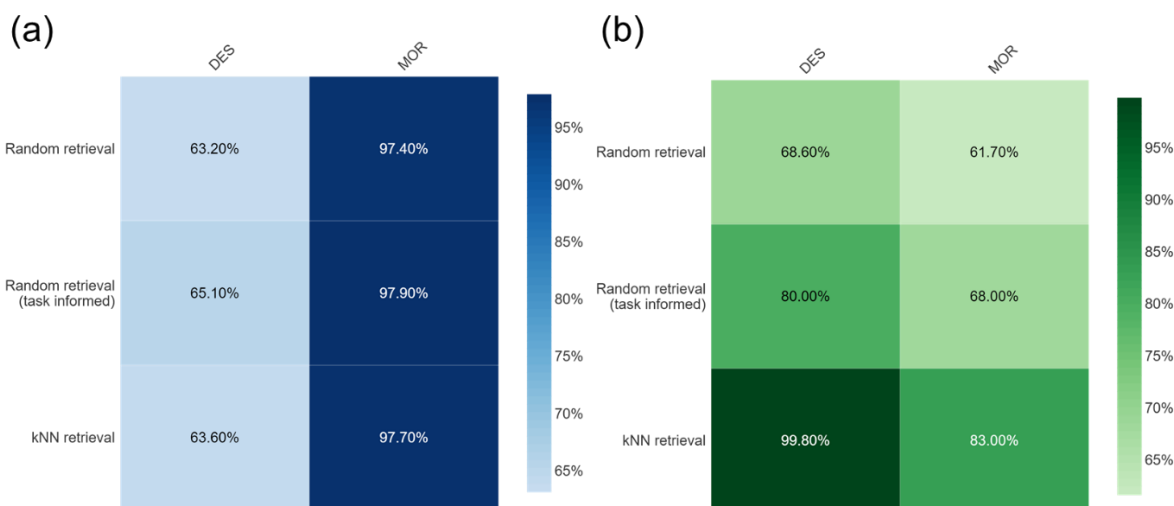 (a)
DES MOR
Random retrieval 63.20% 97.40%
Random retrieval
(task informed) 65.10% 97.90%
kNN retrieval 63.60% 97.70%
95%
90%
85%
80%
75%
70%
65%
(b)
DES MOR
Random retrieval 68.60% 61.70%
Random retrieval
(task informed) 80.00% 68.00%
kNN retrieval 99.80% 83.00%
95%
90%
85%
80%
75%
70%
65%